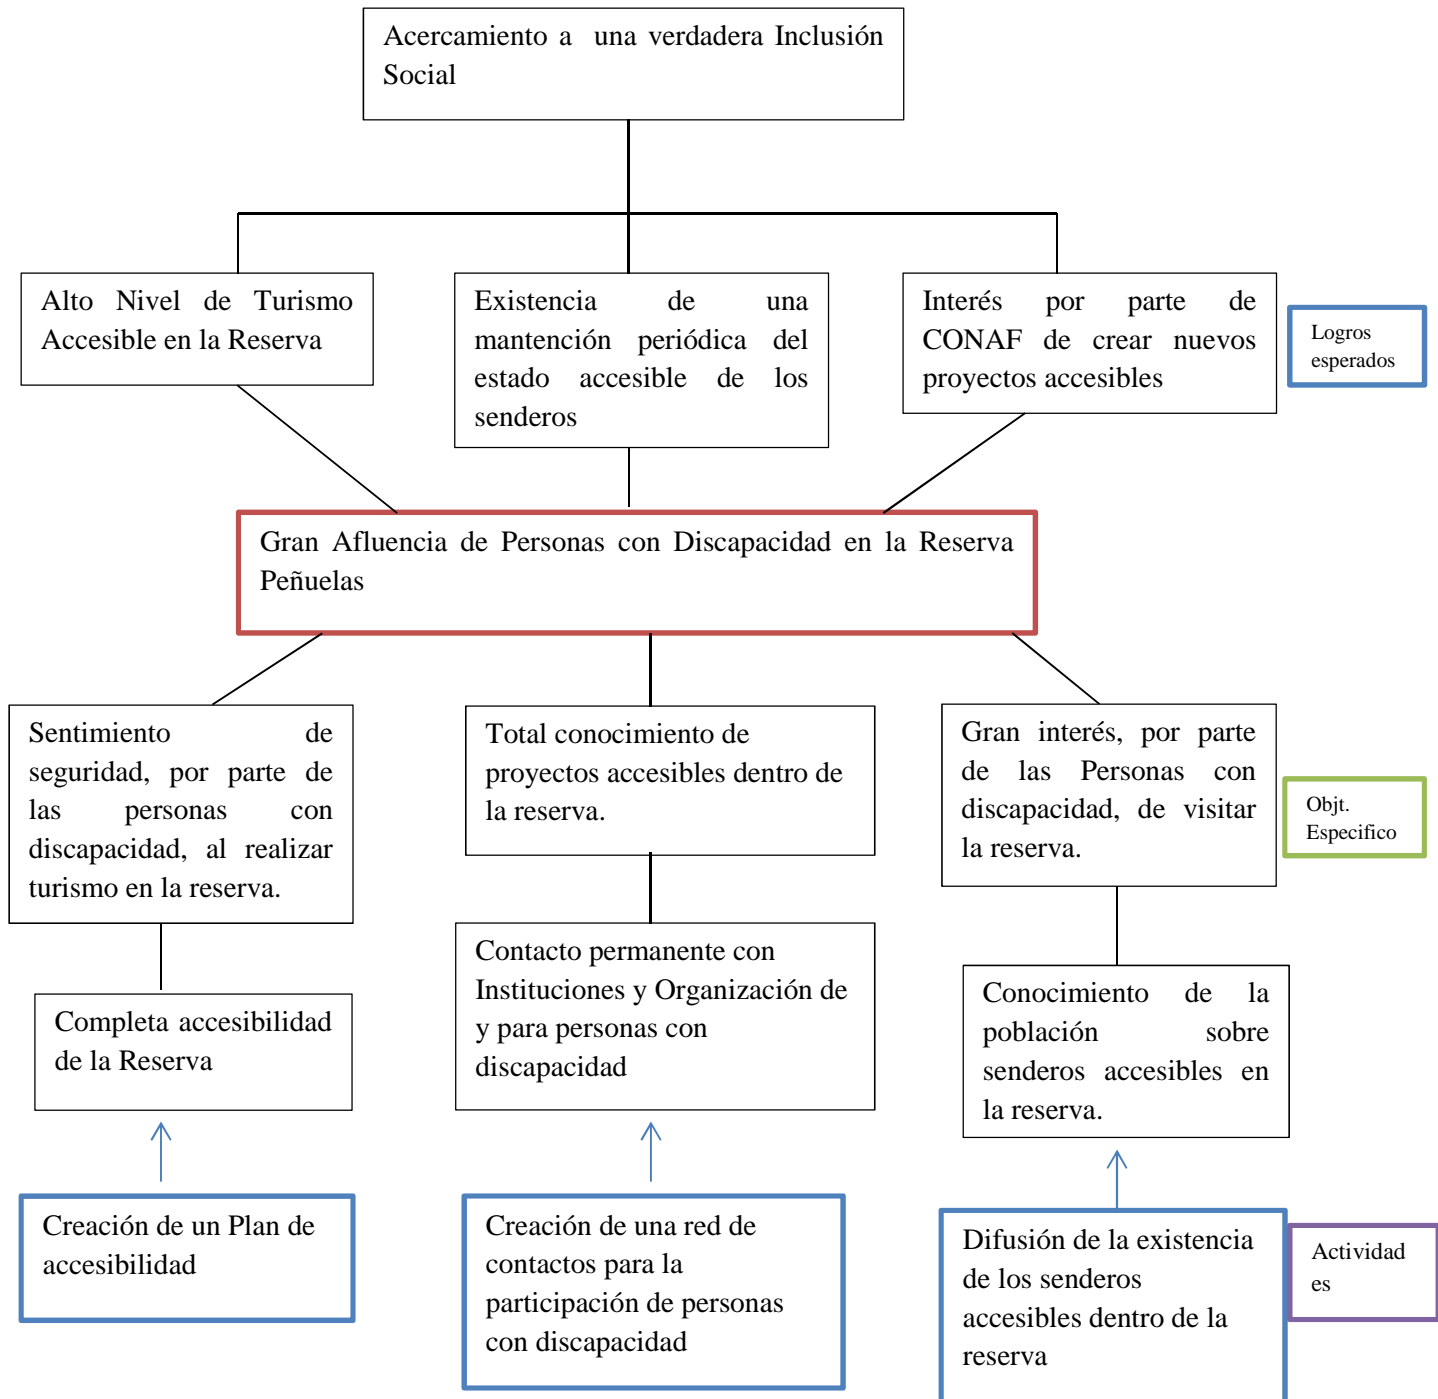 Acercamiento a una verdadera Inclusión
Social
Alto Nivel de Turismo
Accesible en la Reserva
Existencia de una
mantención periódica del
estado accesible de los
senderos
Interés por parte de
CONAF de crear nuevos
proyectos accesibles
Logros
esperados
Gran Afluencia de Personas con Discapacidad en la Reserva
Peñuelas
Sentimiento de
seguridad, por parte de
las personas con
discapacidad, al realizar
turismo en la reserva.
Total conocimiento de
proyectos accesibles dentro de
la reserva.
Gran interés, por parte
de las Personas con
discapacidad, de visitar
la reserva.
Objt.
Especifico
Completa accesibilidad
de la Reserva
Contacto permanente con
Instituciones y Organización de
y para personas con
discapacidad
Conocimiento de la
población sobre
senderos accesibles en
la reserva.
Creación de un Plan de
accesibilidad
Creación de una red de
contactos para la
participación de personas
con discapacidad
Difusión de la existencia
de los senderos
accesibles dentro de la
reserva
Actividad
es